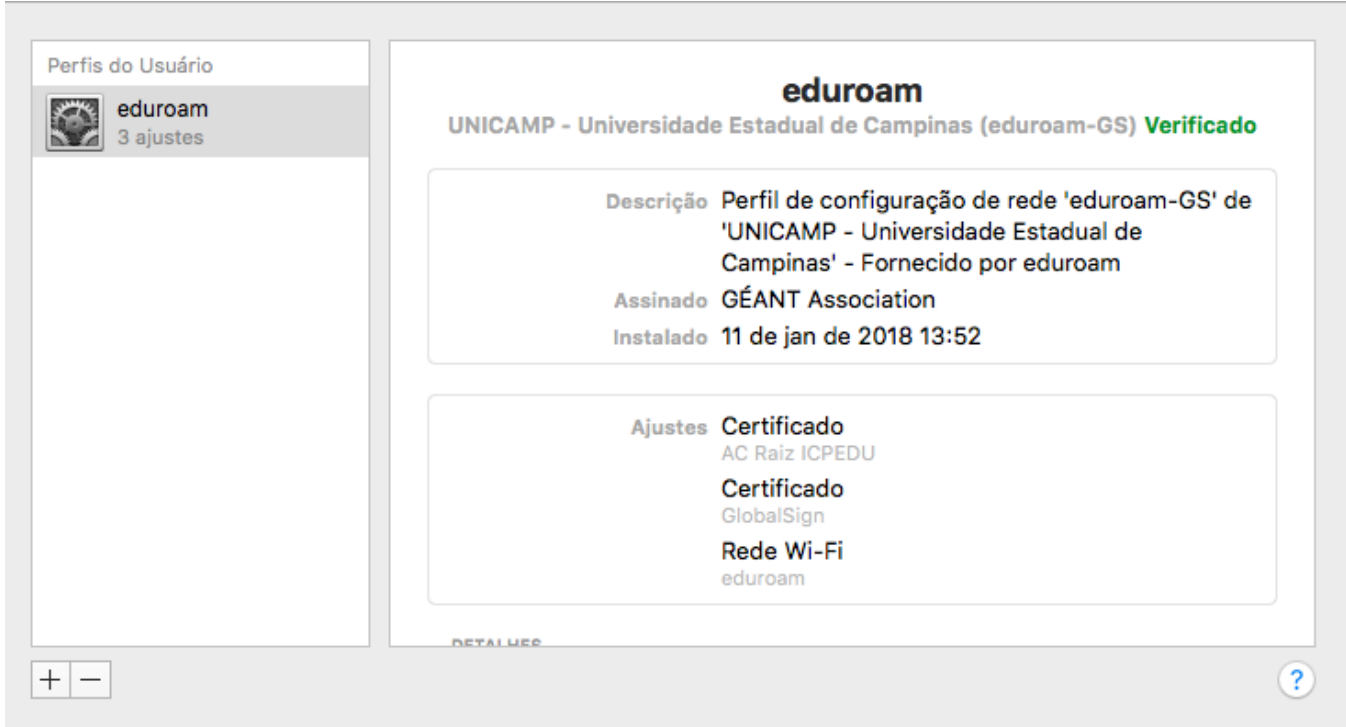 Perfis do Usuário
eduroam
3 ajustes
eduroam
UNICAMP - Universidade Estadual de Campinas (eduroam-GS) Verificado
Descrição Perfil de configuração de rede 'eduroam-GS' de
'UNICAMP - Universidade Estadual de
Campinas' - Fornecido por eduroam
Assinado GÉANT Association
Instalado 11 de jan de 2018 13:52
Ajustes Certificado
AC Raiz ICPEDU
Certificado
GlobalSign
Rede Wi-Fi
eduroam
DETALHES
+ −
?